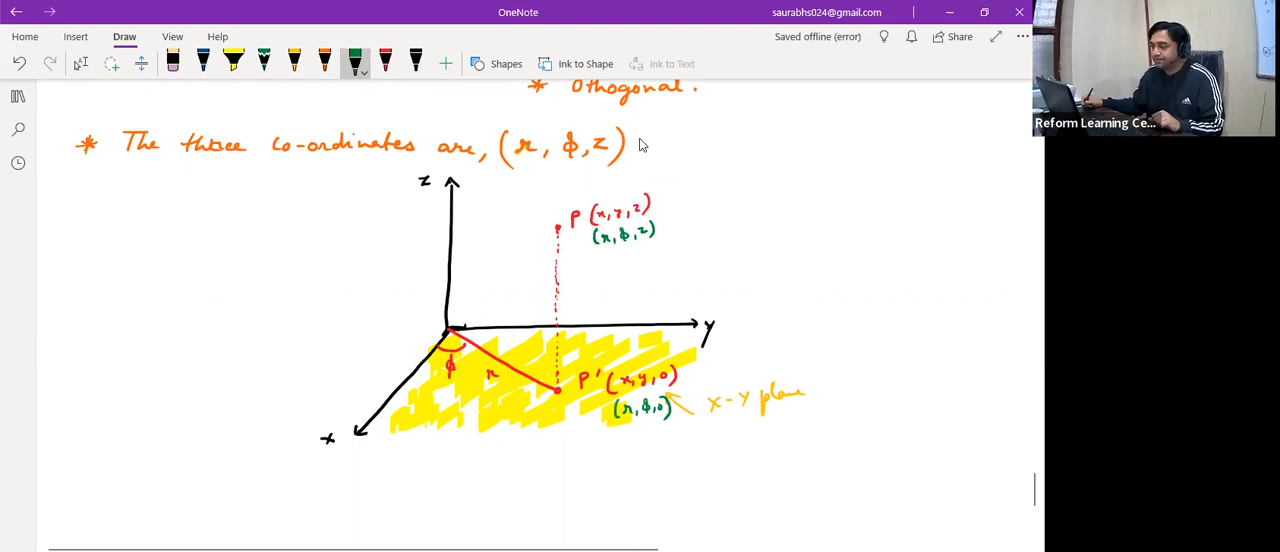 OneNote
saurabhs024@gmail.com
Home Insert Draw View Help
Saved offline (error) Share
Shapes Ink to Shape Ink to Text
Reform Learning Ce...
* Orthogonal.
* The three co-ordinates are, (r, ϕ, z)
z
P (x, y, z)
(r, ϕ, z)
y
ϕ
r
P' (x, y, 0)
(r, ϕ, 0)
x-y plane
x